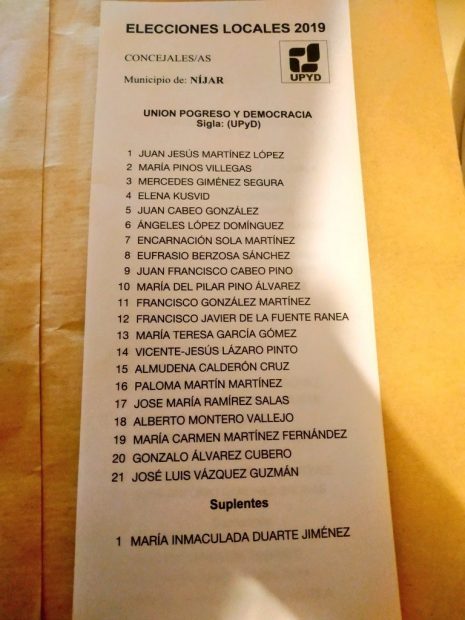 ELECCIONES LOCALES 2019
CONCEJALES/AS
Municipio de: NÍJAR
UPYD
UNION POGRESO Y DEMOCRACIA
Sigla: (UPyD)
1 JUAN JESÚS MARTÍNEZ LÓPEZ
2 MARÍA PINOS VILLEGAS
3 MERCEDES GIMÉNEZ SEGURA
4 ELENA KUSVID
5 JUAN CABEO GONZÁLEZ
6 ÁNGELES LÓPEZ DOMÍNGUEZ
7 ENCARNACIÓN SOLA MARTÍNEZ
8 EUFRASIO BERZOSA SÁNCHEZ
9 JUAN FRANCISCO CABEO PINO
10 MARÍA DEL PILAR PINO ÁLVAREZ
11 FRANCISCO GONZÁLEZ MARTÍNEZ
12 FRANCISCO JAVIER DE LA FUENTE RANEA
13 MARÍA TERESA GARCÍA GÓMEZ
14 VICENTE-JESÚS LÁZARO PINTO
15 ALMUDENA CALDERÓN CRUZ
16 PALOMA MARTÍN MARTÍNEZ
17 JOSE MARÍA RAMÍREZ SALAS
18 ALBERTO MONTERO VALLEJO
19 MARÍA CARMEN MARTÍNEZ FERNÁNDEZ
20 GONZALO ÁLVAREZ CUBERO
21 JOSÉ LUIS VÁZQUEZ GUZMÁN
Suplentes
1 MARÍA INMACULADA DUARTE JIMÉNEZ